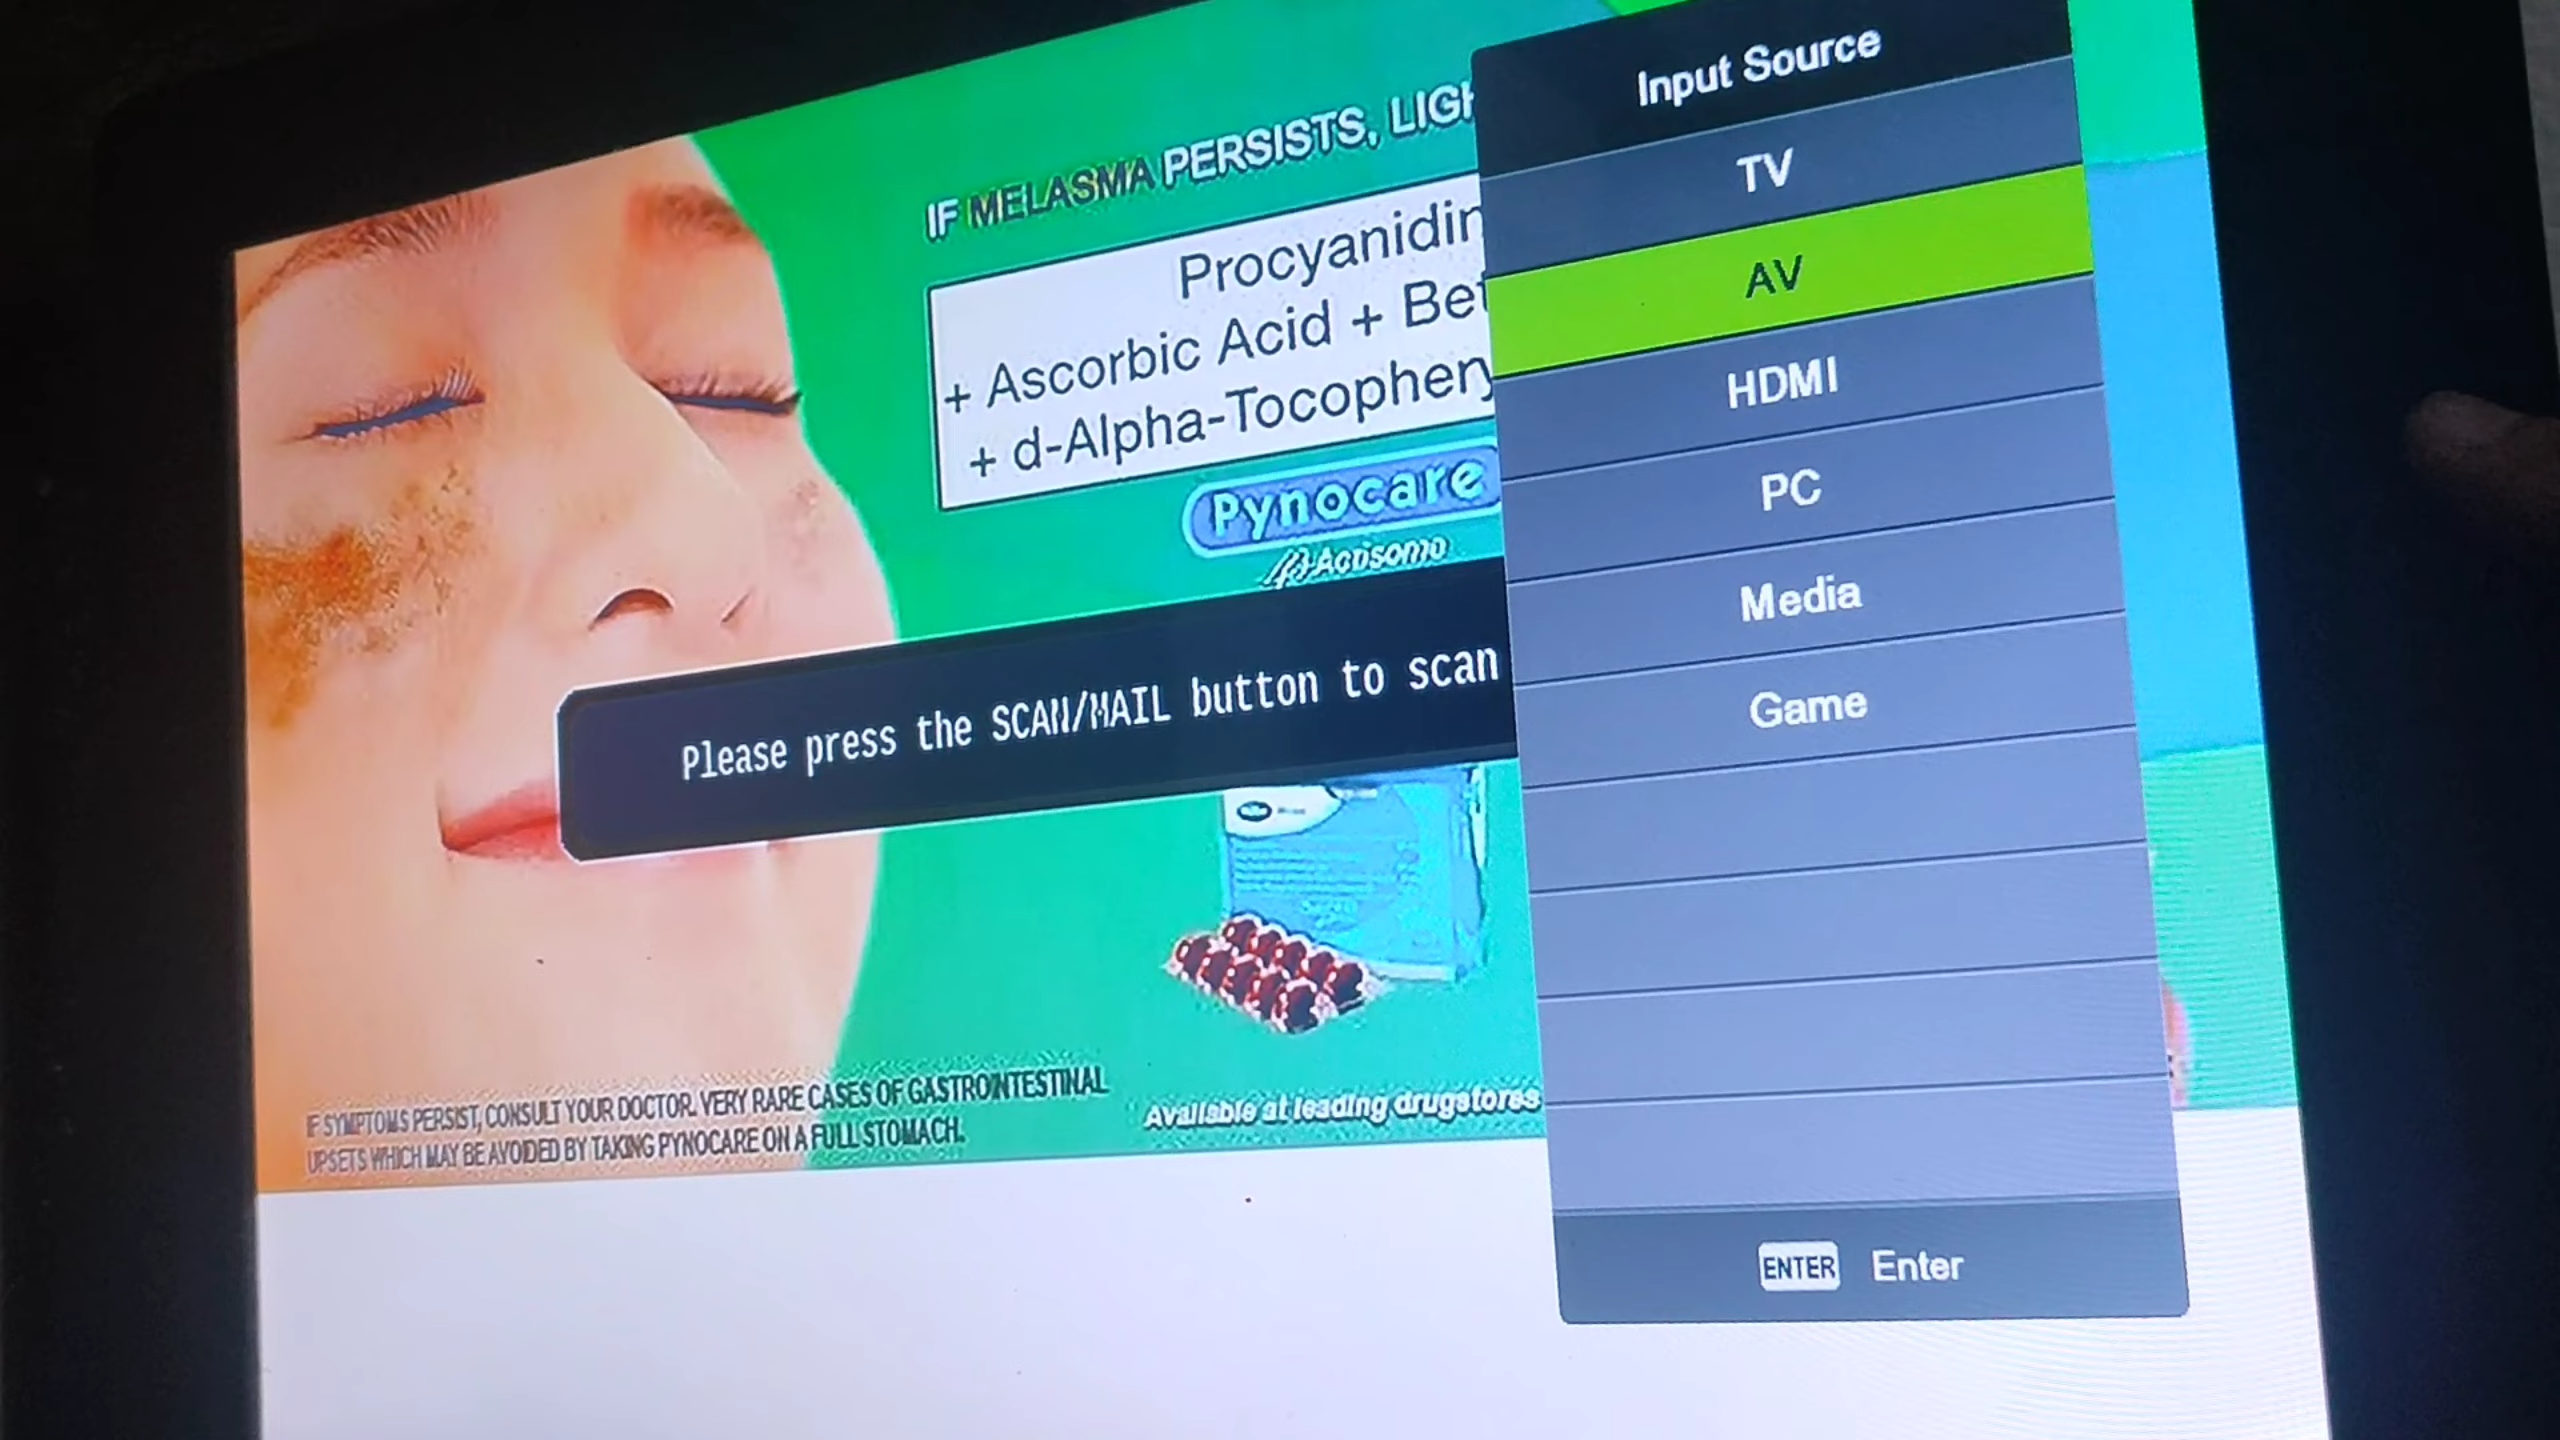 IF MELASMA PERSISTS, LIGH
Procyanidin
+ Ascorbic Acid + Bet
+ d-Alpha-Tocophery
Pynocare
Actisome
Please press the SCAN/MAIL button to scan
IF SYMPTOMS PERSIST, CONSULT YOUR DOCTOR. VERY RARE CASES OF GASTROINTESTINAL
UPSETS WHICH MAY BE AVOIDED BY TAKING PYNOCARE ON A FULL STOMACH.
Available at leading drugstores
Input Source
TV
AV
HDMI
PC
Media
Game
ENTER Enter